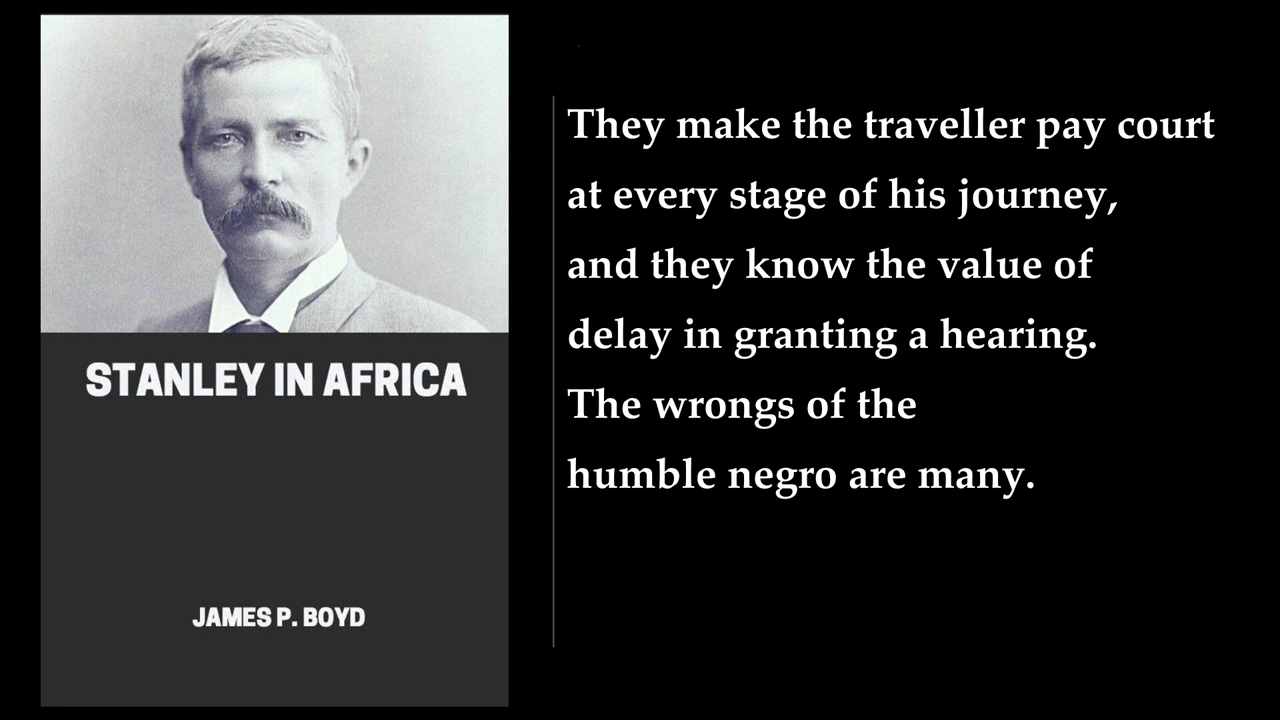 STANLEY IN AFRICA
JAMES P. BOYD
They make the traveller pay court
at every stage of his journey,
and they know the value of
delay in granting a hearing.
The wrongs of the
humble negro are many.